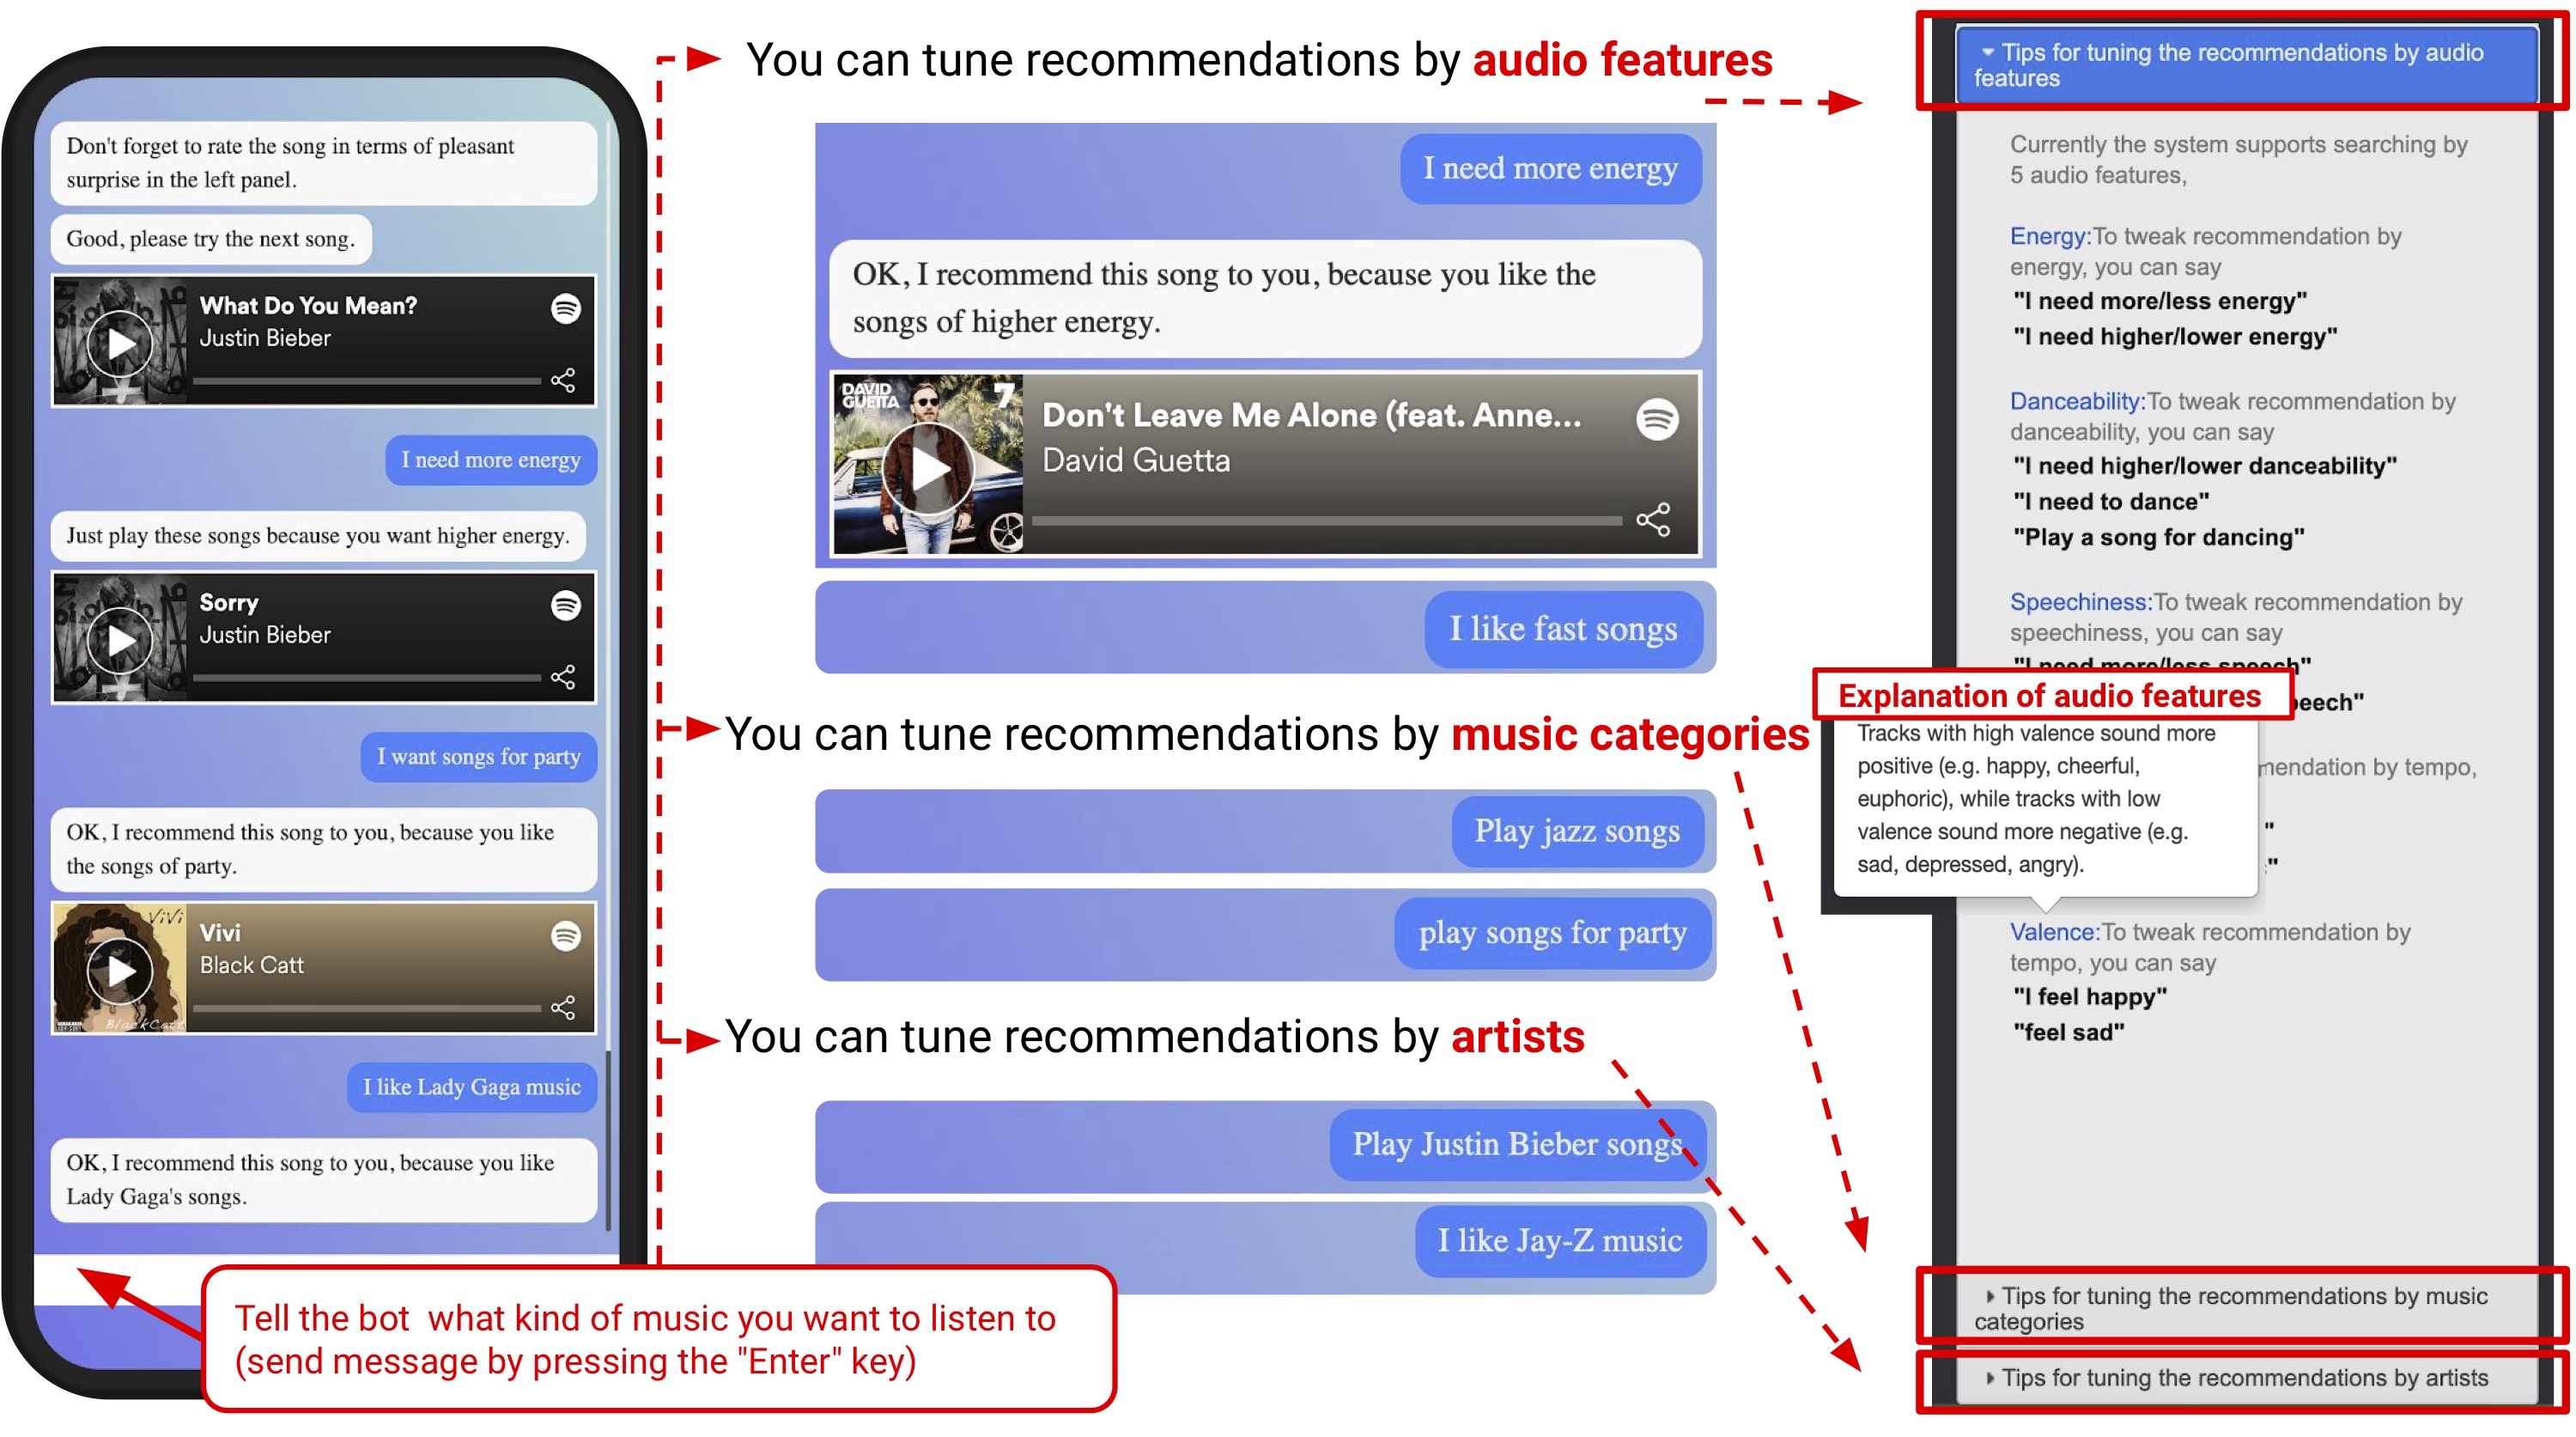 Don't forget to rate the song in terms of pleasant
surprise in the left panel.
Good, please try the next song.
What Do You Mean?
Justin Bieber
I need more energy
Just play these songs because you want higher energy.
Sorry
Justin Bieber
I want songs for party
OK, I recommend this song to you, because you like
the songs of party.
ViVi
BlackCatt
Vivi
Black Catt
I like Lady Gaga music
OK, I recommend this song to you, because you like
Lady Gaga's songs.
Tell the bot what kind of music you want to listen to
(send message by pressing the "Enter" key)
You can tune recommendations by audio features
I need more energy
OK, I recommend this song to you, because you like the
songs of higher energy.
DAVID
GUETTA
7
Don't Leave Me Alone (feat. Anne...
David Guetta
I like fast songs
You can tune recommendations by music categories
Play jazz songs
play songs for party
You can tune recommendations by artists
Play Justin Bieber songs
I like Jay-Z music
Tips for tuning the recommendations by audio
features
Currently the system supports searching by
5 audio features,
Energy:To tweak recommendation by
energy, you can say
"I need more/less energy"
"I need higher/lower energy"
Danceability:To tweak recommendation by
danceability, you can say
"I need higher/lower danceability"
"I need to dance"
"Play a song for dancing"
Speechiness:To tweak recommendation by
speechiness, you can say
"I need more/less speech"
Explanation of audio features
Tracks with high valence sound more
positive (e.g. happy, cheerful,
euphoric), while tracks with low
valence sound more negative (e.g.
sad, depressed, angry).
by tempo,
Valence:To tweak recommendation by
tempo, you can say
"I feel happy"
"feel sad"
Tips for tuning the recommendations by music
categories
Tips for tuning the recommendations by artists